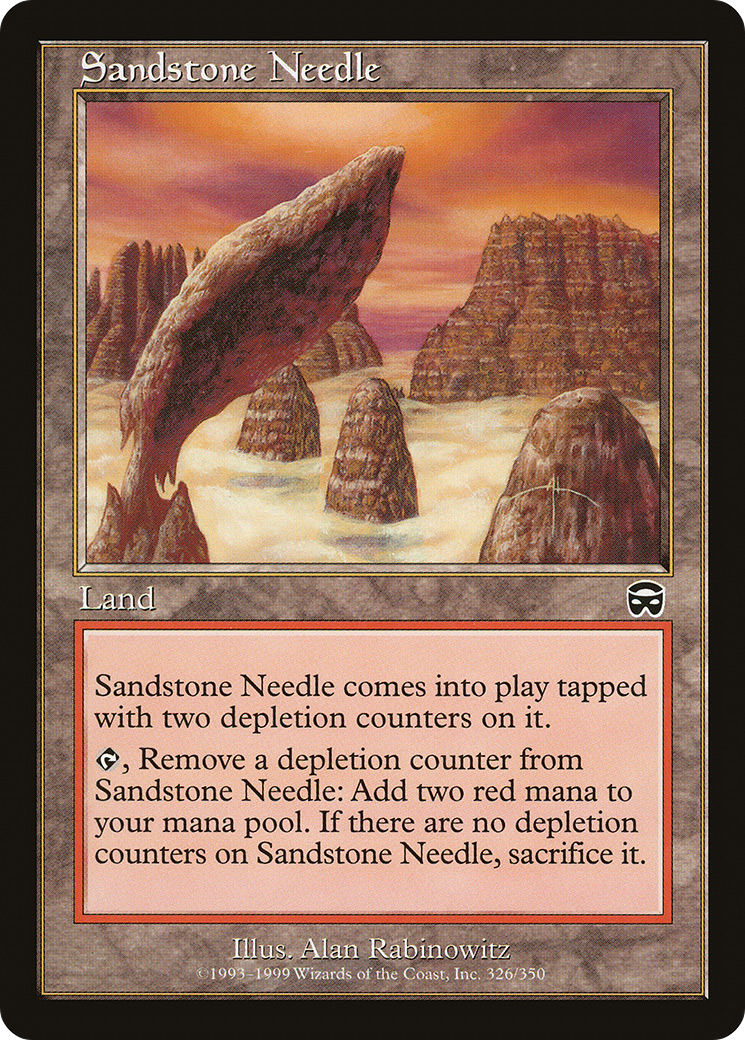 Sandstone Needle
Land
Sandstone Needle comes into play tapped
with two depletion counters on it.
, Remove a depletion counter from
Sandstone Needle: Add two red mana to
your mana pool. If there are no depletion
counters on Sandstone Needle, sacrifice it.
Illus. Alan Rabinowitz
©1993–1999 Wizards of the Coast, Inc. 326/350